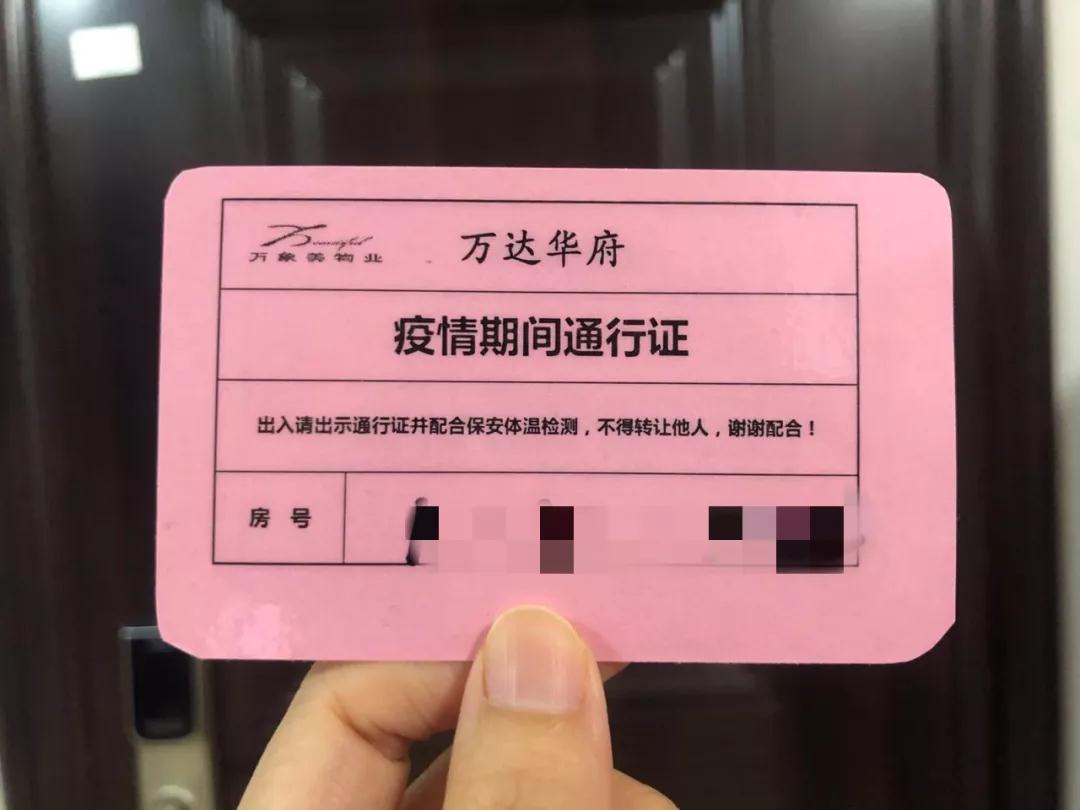 万象美物业
万达华府
疫情期间通行证
出入请出示通行证并配合保安体温检测，不得转让他人，谢谢配合！
房 号